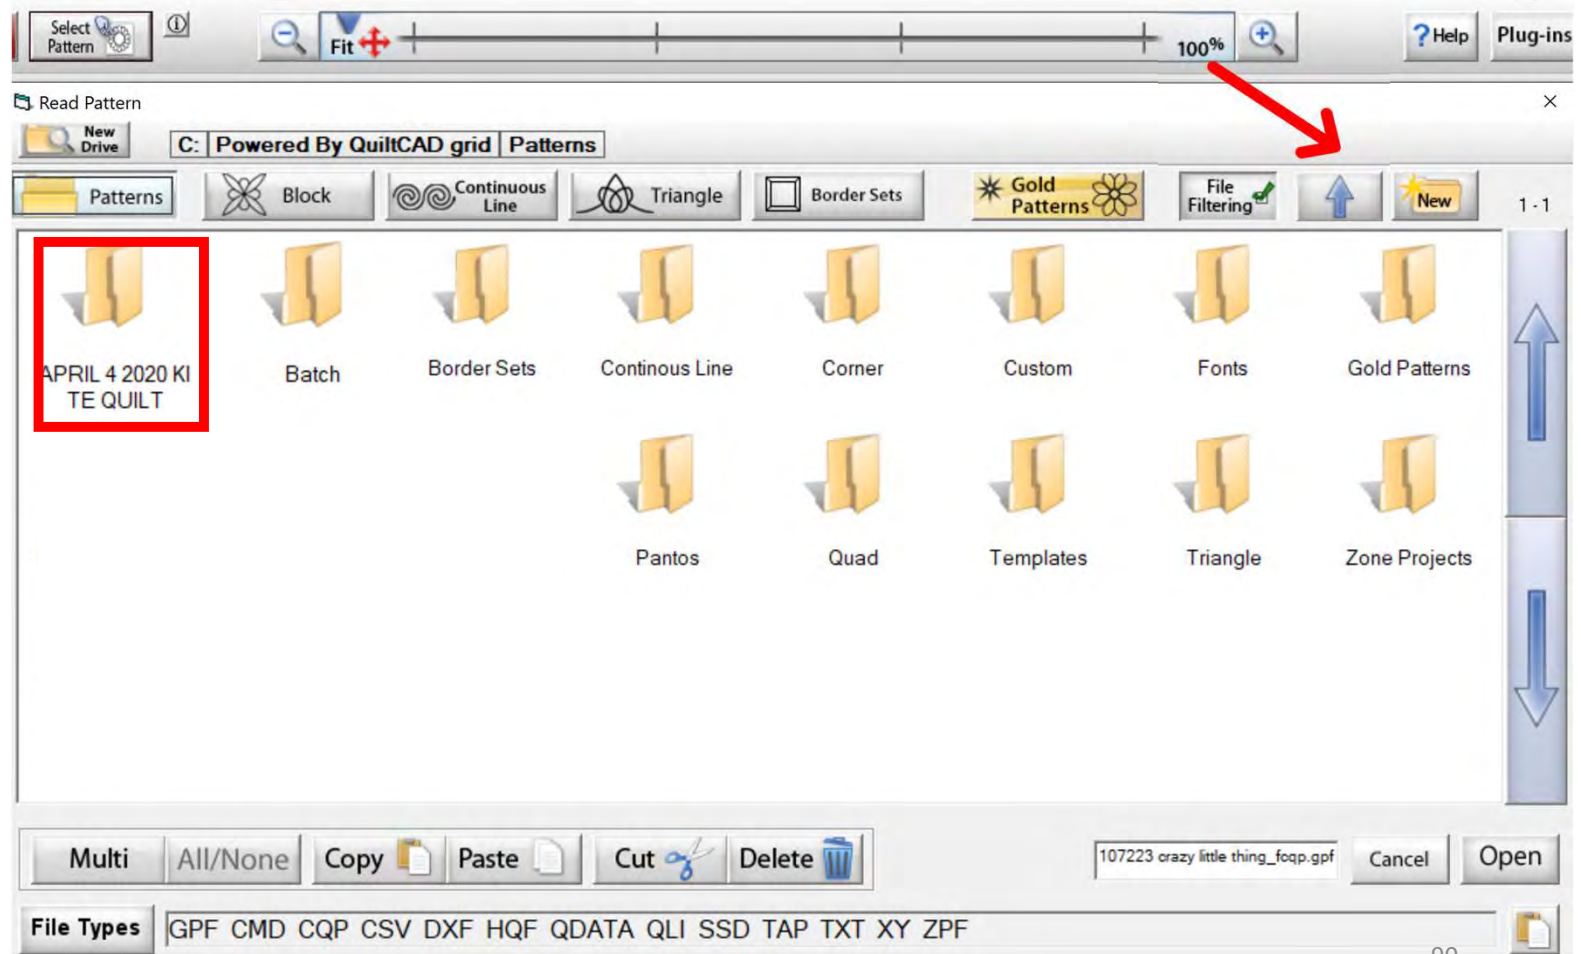 Select
Pattern
Fit
100%
?Help
Plug-ins
Read Pattern
New
Drive
C: Powered By QuiltCAD grid Patterns
Patterns
Block
Continuous
Line
Triangle
Border Sets
Gold
Patterns
File
Filtering
New
1 - 1
APRIL 4 2020 KI
TE QUILT
Batch
Border Sets
Continous Line
Corner
Custom
Fonts
Gold Patterns
Pantos
Quad
Templates
Triangle
Zone Projects
Multi
All/None
Copy
Paste
Cut
Delete
107223 crazy little thing_fcqp.gpf
Cancel
Open
File Types
GPF CMD CQP CSV DXF HQF QDATA QLI SSD TAP TXT XY ZPF